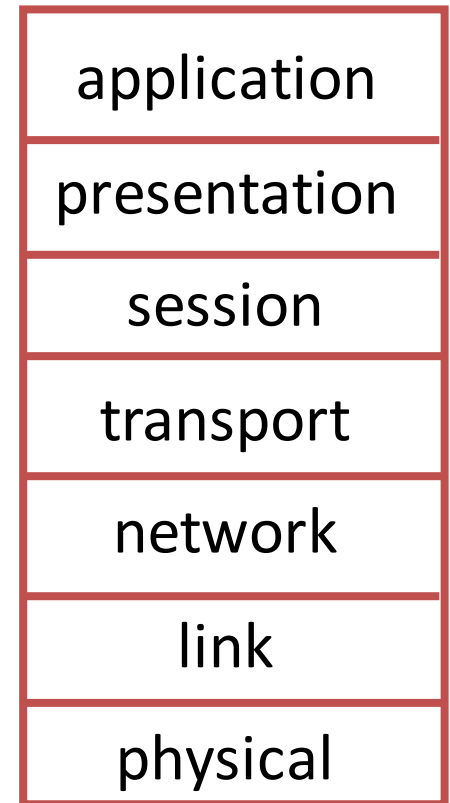 application
presentation
session
transport
network
link
physical